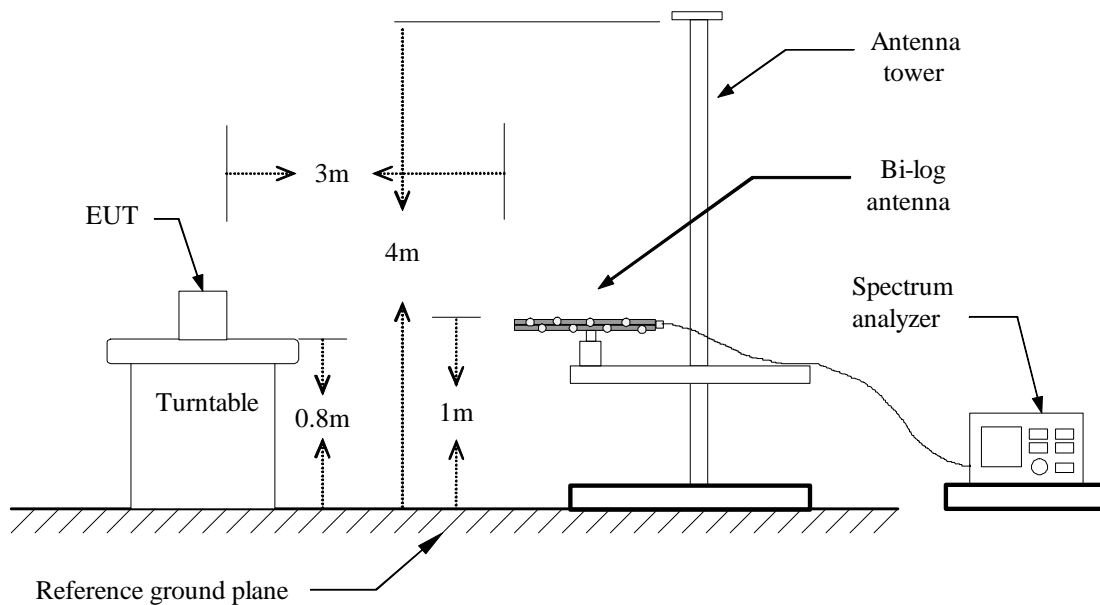 Antenna
tower
3m
Bi-log
antenna
EUT
4m
Spectrum
analyzer
Turntable
0.8m
1m
Reference ground plane